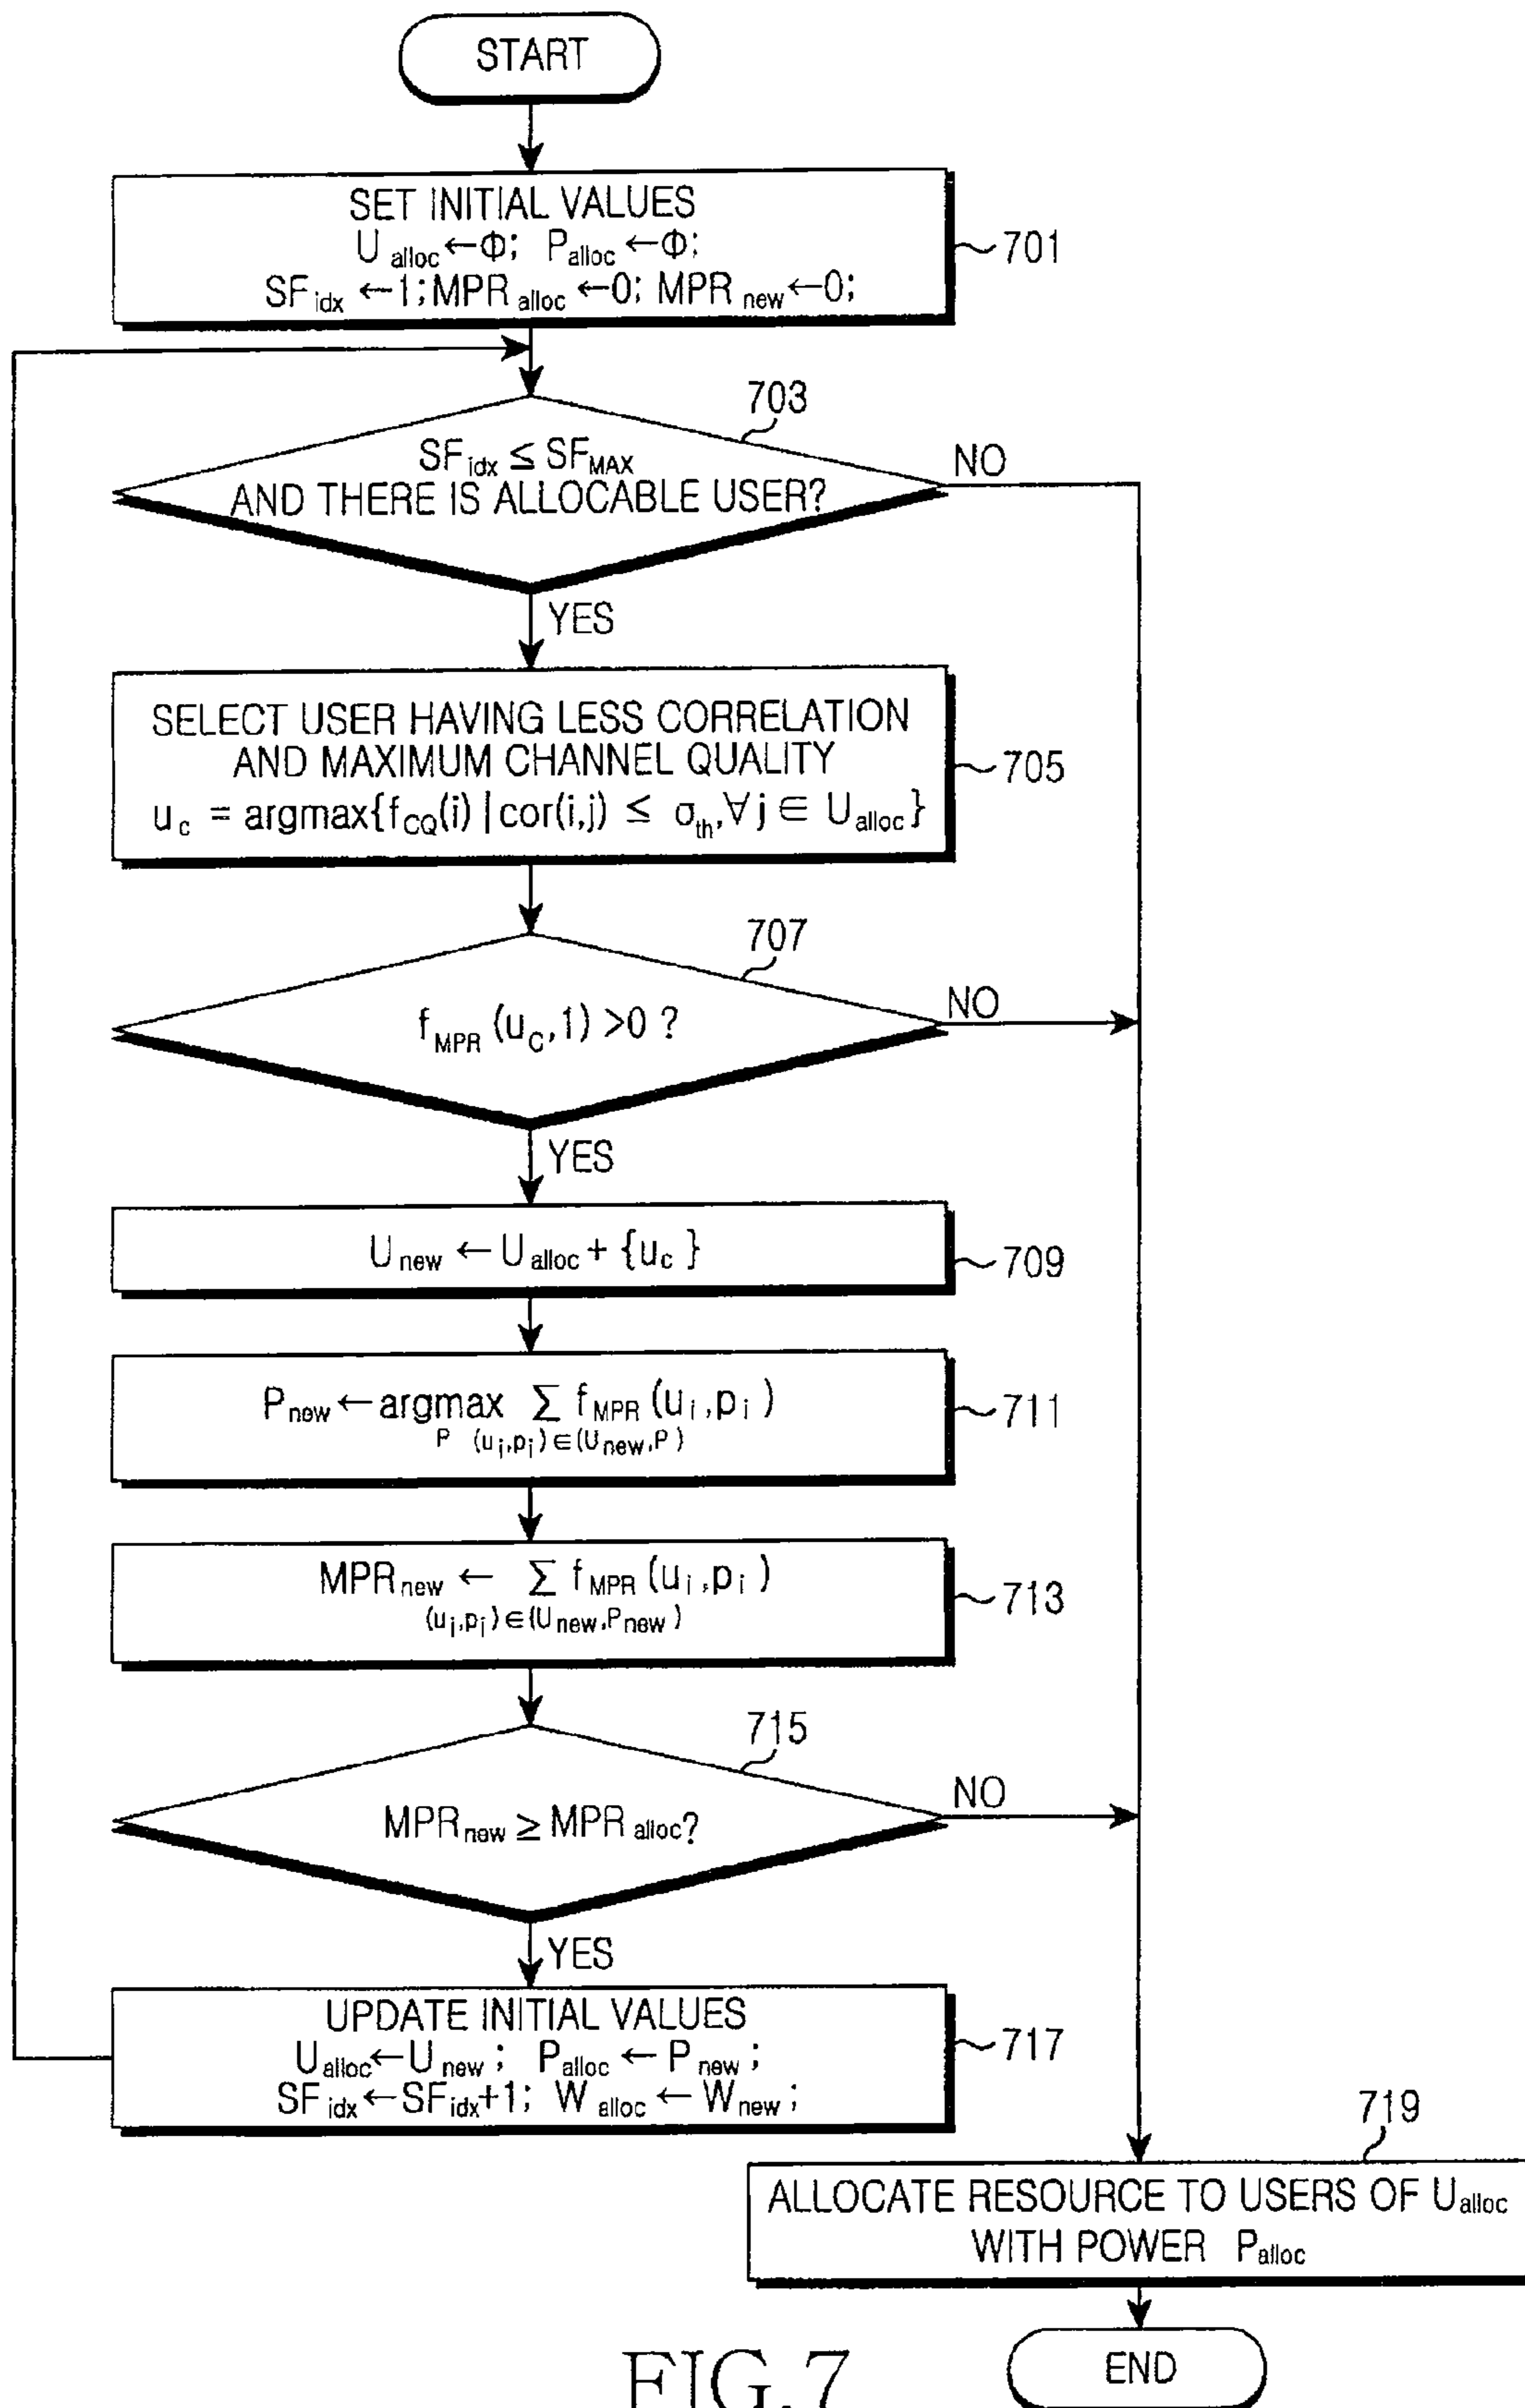 START
SET INITIAL VALUES
U alloc ←Φ; P alloc ←Φ;
SF idx ←1; MPR alloc ←0; MPR new ←0;
701
703
SF idx ≤ SF MAX
AND THERE IS ALLOCABLE USER?
NO
YES
SELECT USER HAVING LESS CORRELATION
AND MAXIMUM CHANNEL QUALITY
u c = argmax{f CQ (i) | cor(i,j) ≤ σ th, ∀ j ∈ U alloc }
705
707
f MPR (u C, 1) >0 ?
NO
YES
U new ← U alloc + {u c }
709
P new ← argmax Σ f MPR (u i, p i )
P (u i, p i ) ∈ (U new, P )
711
MPR new ← Σ f MPR (u i, p i )
(u i, p i ) ∈ (U new, P new )
713
715
MPR new ≥ MPR alloc ?
NO
YES
UPDATE INITIAL VALUES
U alloc ← U new ; P alloc ← P new ;
SF idx ← SF idx +1; W alloc ← W new ;
717
719
ALLOCATE RESOURCE TO USERS OF U alloc
WITH POWER P alloc
END
FIG.7